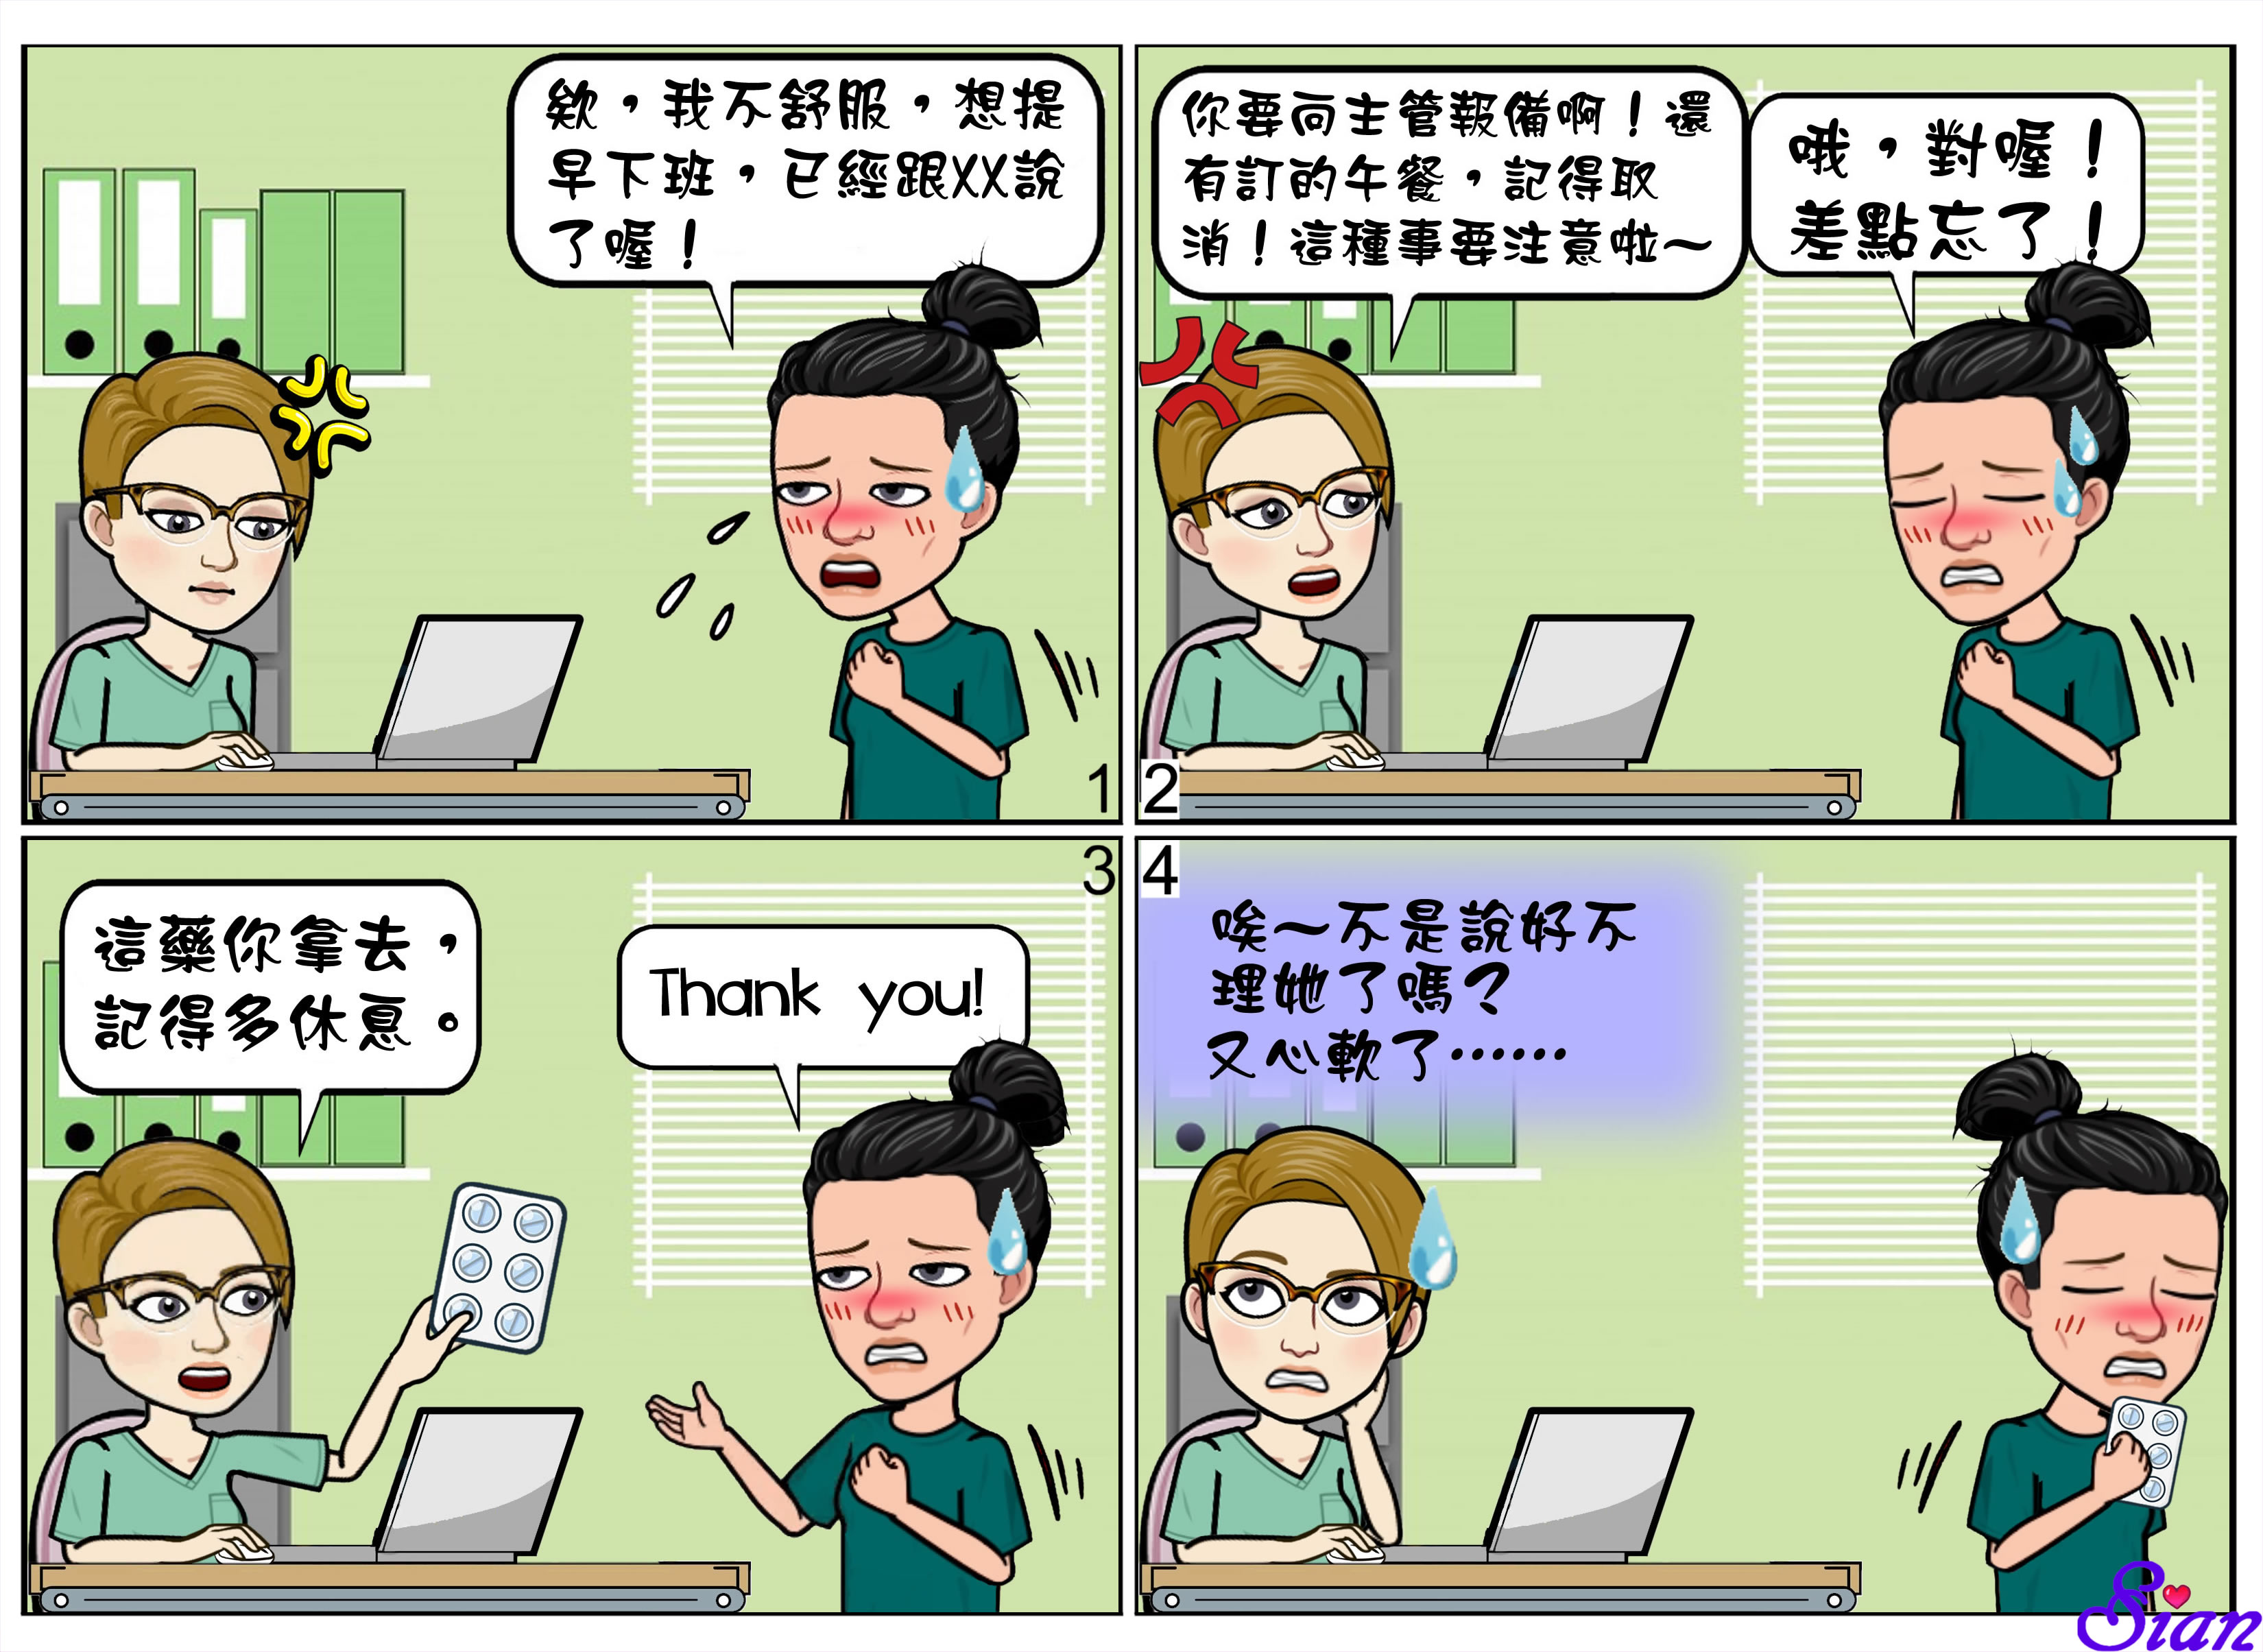 欸，我不舒服，想提
早下班，已經跟XX說
了喔！
1
你要向主管報備啊！還
有訂的午餐，記得取
消！這種事要注意啦～
哦，對喔！
差點忘了！
2
這藥你拿去，
記得多休息。
Thank you!
3
4
唉～不是說好不
理她了嗎？
又心軟了⋯⋯
Sian